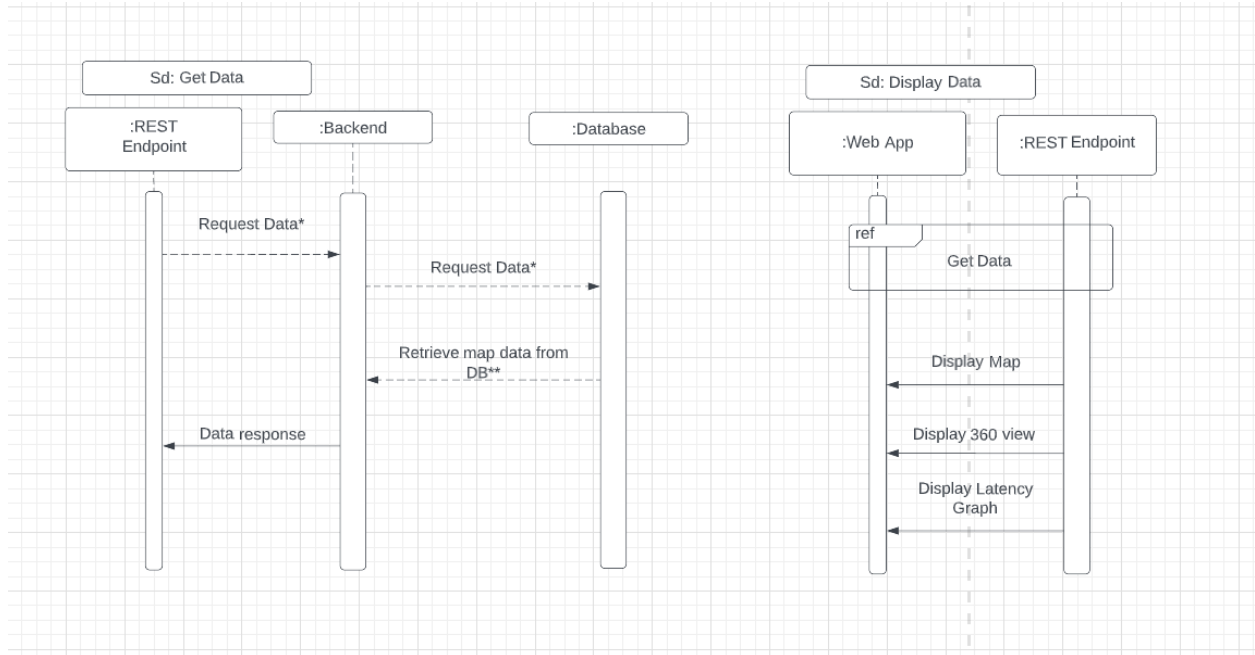 Sd: Get Data
:REST
Endpoint
:Backend
:Database
Request Data*
Request Data*
Retrieve map data from
DB**
Data response
Sd: Display Data
:Web App
:REST Endpoint
ref
Get Data
Display Map
Display 360 view
Display Latency
Graph